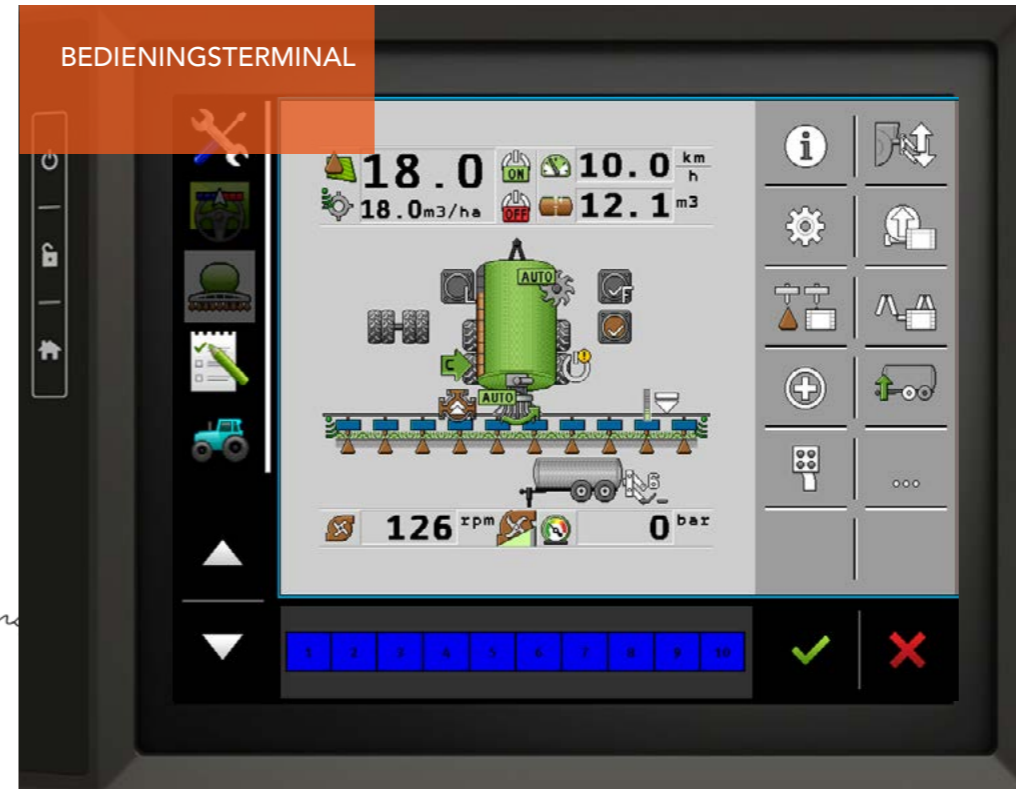 BEDIENINGSTERMINAL
18.0 ON 10.0 km/h
18.0m3/ha OFF 12.1 m3
AUTO
L F
C
AUTO
6
126 rpm 0 bar
1 2 3 4 5 6 7 8 9 10